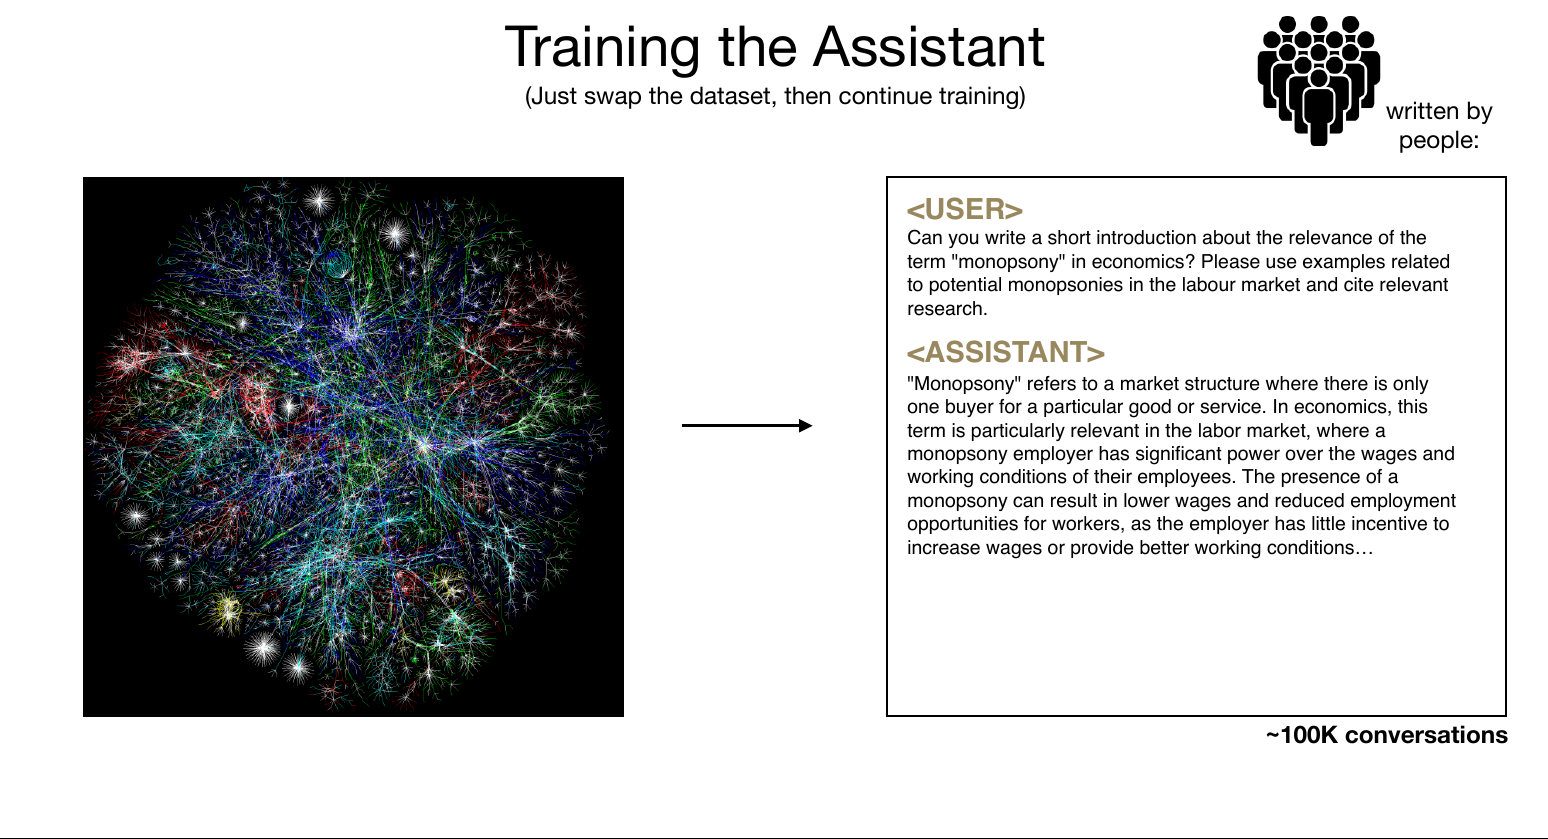 Training the Assistant
(Just swap the dataset, then continue training)
written by
people:
<USER>
Can you write a short introduction about the relevance of the
term "monopsony" in economics? Please use examples related
to potential monopsonies in the labour market and cite relevant
research.
<ASSISTANT>
"Monopsony" refers to a market structure where there is only
one buyer for a particular good or service. In economics, this
term is particularly relevant in the labor market, where a
monopsony employer has significant power over the wages and
working conditions of their employees. The presence of a
monopsony can result in lower wages and reduced employment
opportunities for workers, as the employer has little incentive to
increase wages or provide better working conditions…
~100K conversations